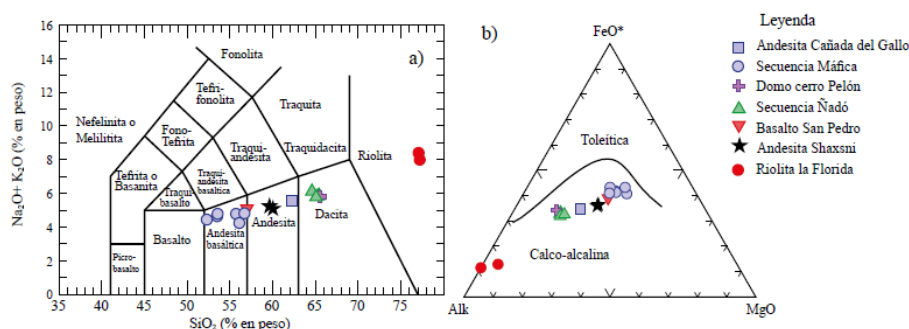 a)
Na₂O+ K₂O (% en peso)
16
14
12
10
8
6
4
2
0
35
40
45
50
55
60
65
70
75
SiO₂ (% en peso)
Fonolita
Tefri-
fonolita
Traquita
Nefelinita o
Melilitita
Fono-
Tefrita
Traqui-
andesita
Traquidacita
Riolita
Tefrita o
Basanita
Traqui-
basalto
Traqui-
andesita
basáltica
Andesita
Dacita
Basalto
Andesita
basáltica
Picro-
basalto
b)
FeO*
Toleítica
Calco-alcalina
Alk
MgO
Leyenda
Andesita Cañada del Gallo
Secuencia Máfica
Domo cerro Pelón
Secuencia Ñadó
Basalto San Pedro
Andesita Shaxsni
Riolita la Florida